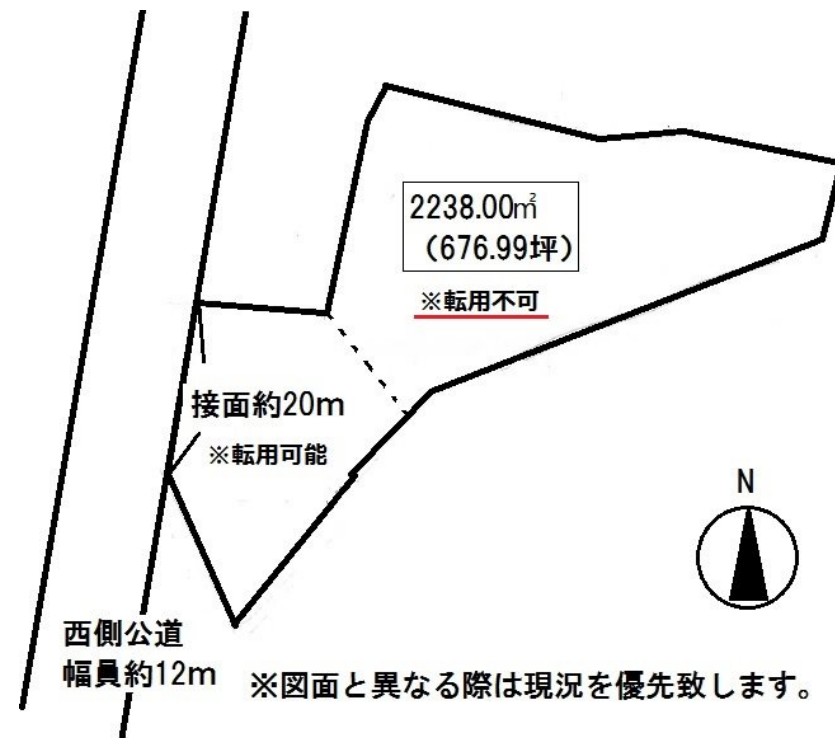 2238.00㎡
（676.99坪）
※転用不可
接面約20m
※転用可能
N
西側公道
幅員約12m
※図面と異なる際は現況を優先致します。